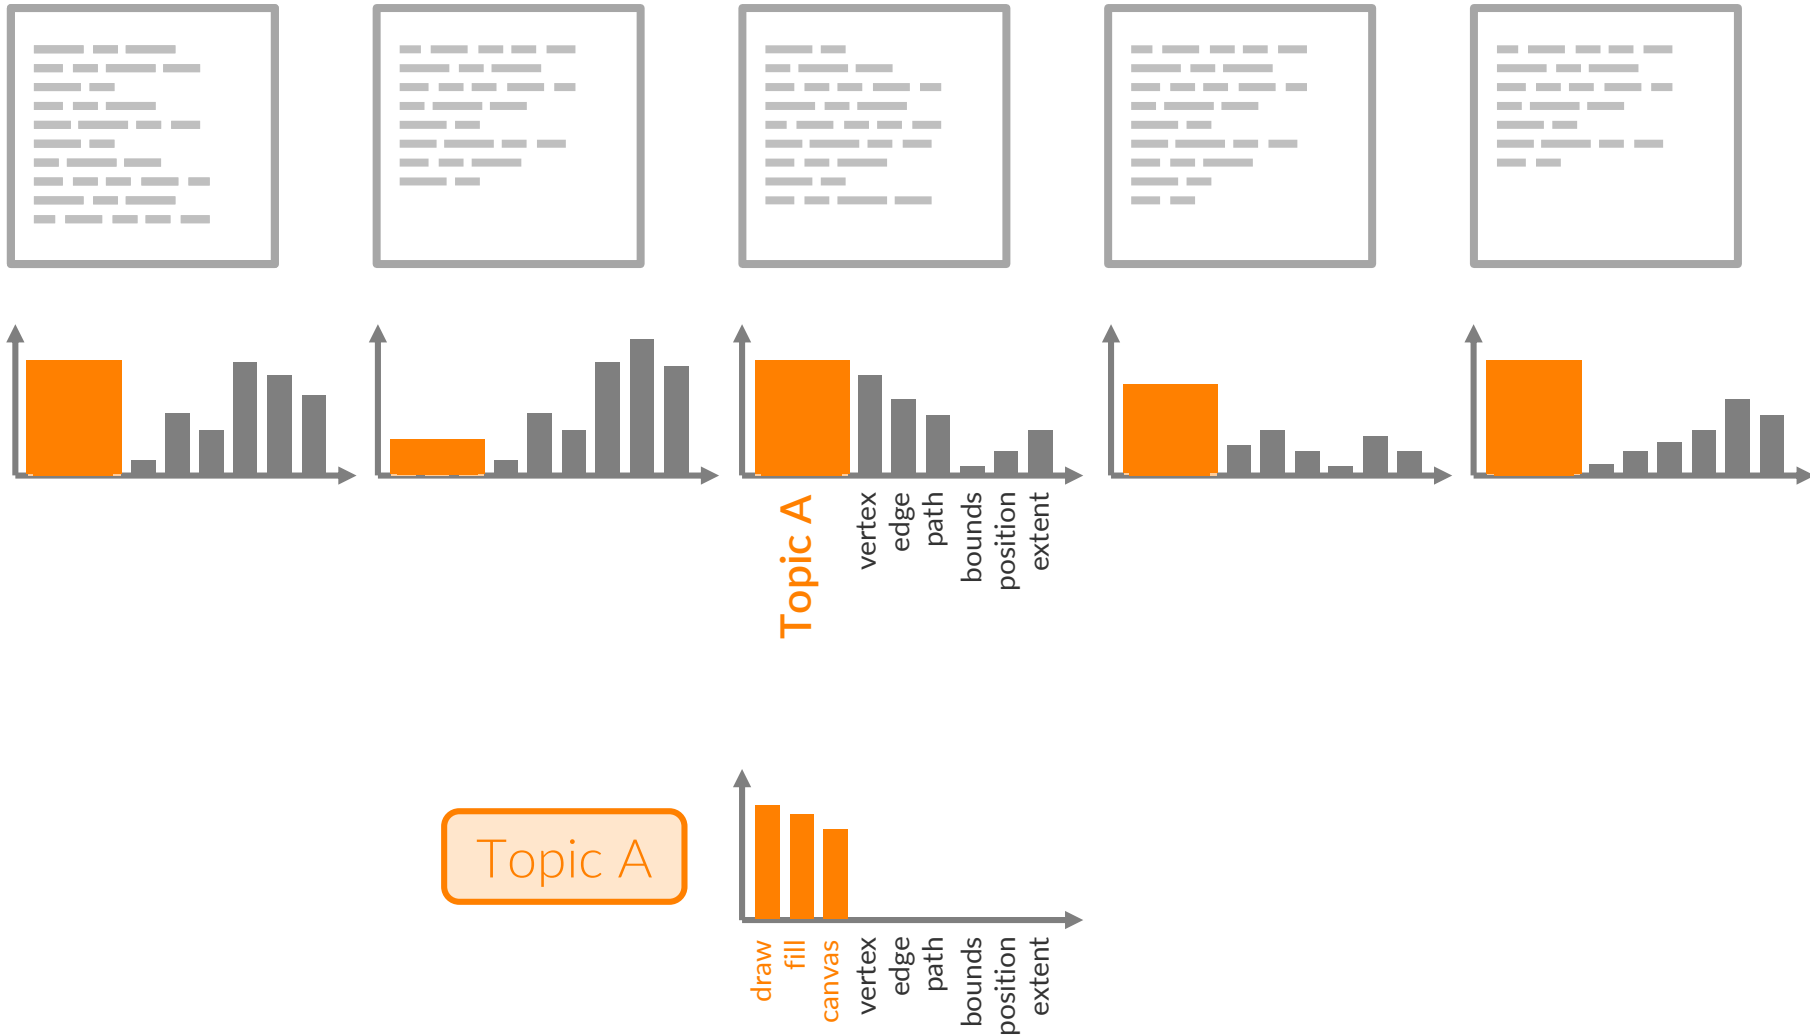 Topic A
vertex
edge
path
bounds
position
extent
Topic A
draw
fill
canvas
vertex
edge
path
bounds
position
extent